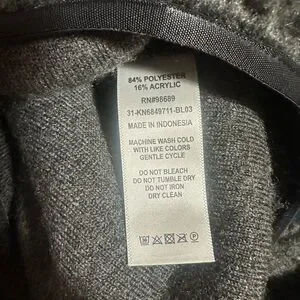 84% POLYESTER
16% ACRYLIC
RN#98689
31-KN6849711-BL03
MADE IN INDONESIA
MACHINE WASH COLD
WITH LIKE COLORS
GENTLE CYCLE
DO NOT BLEACH
DO NOT TUMBLE DRY
DO NOT IRON
DRY CLEAN